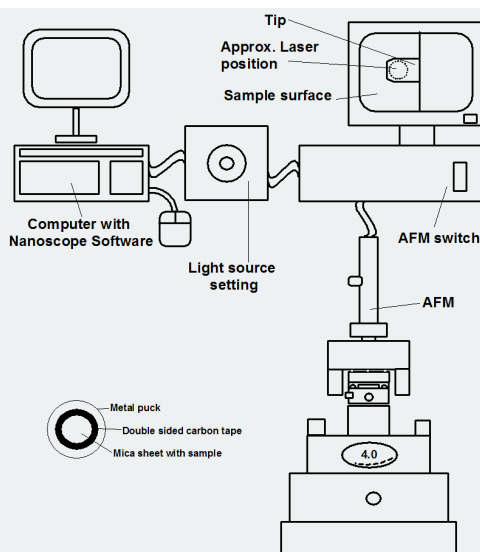 Tip
Approx. Laser
position
Sample surface
Computer with
Nanoscope Software
Light source
setting
AFM switch
AFM
Metal puck
Double sided carbon tape
Mica sheet with sample
4.0